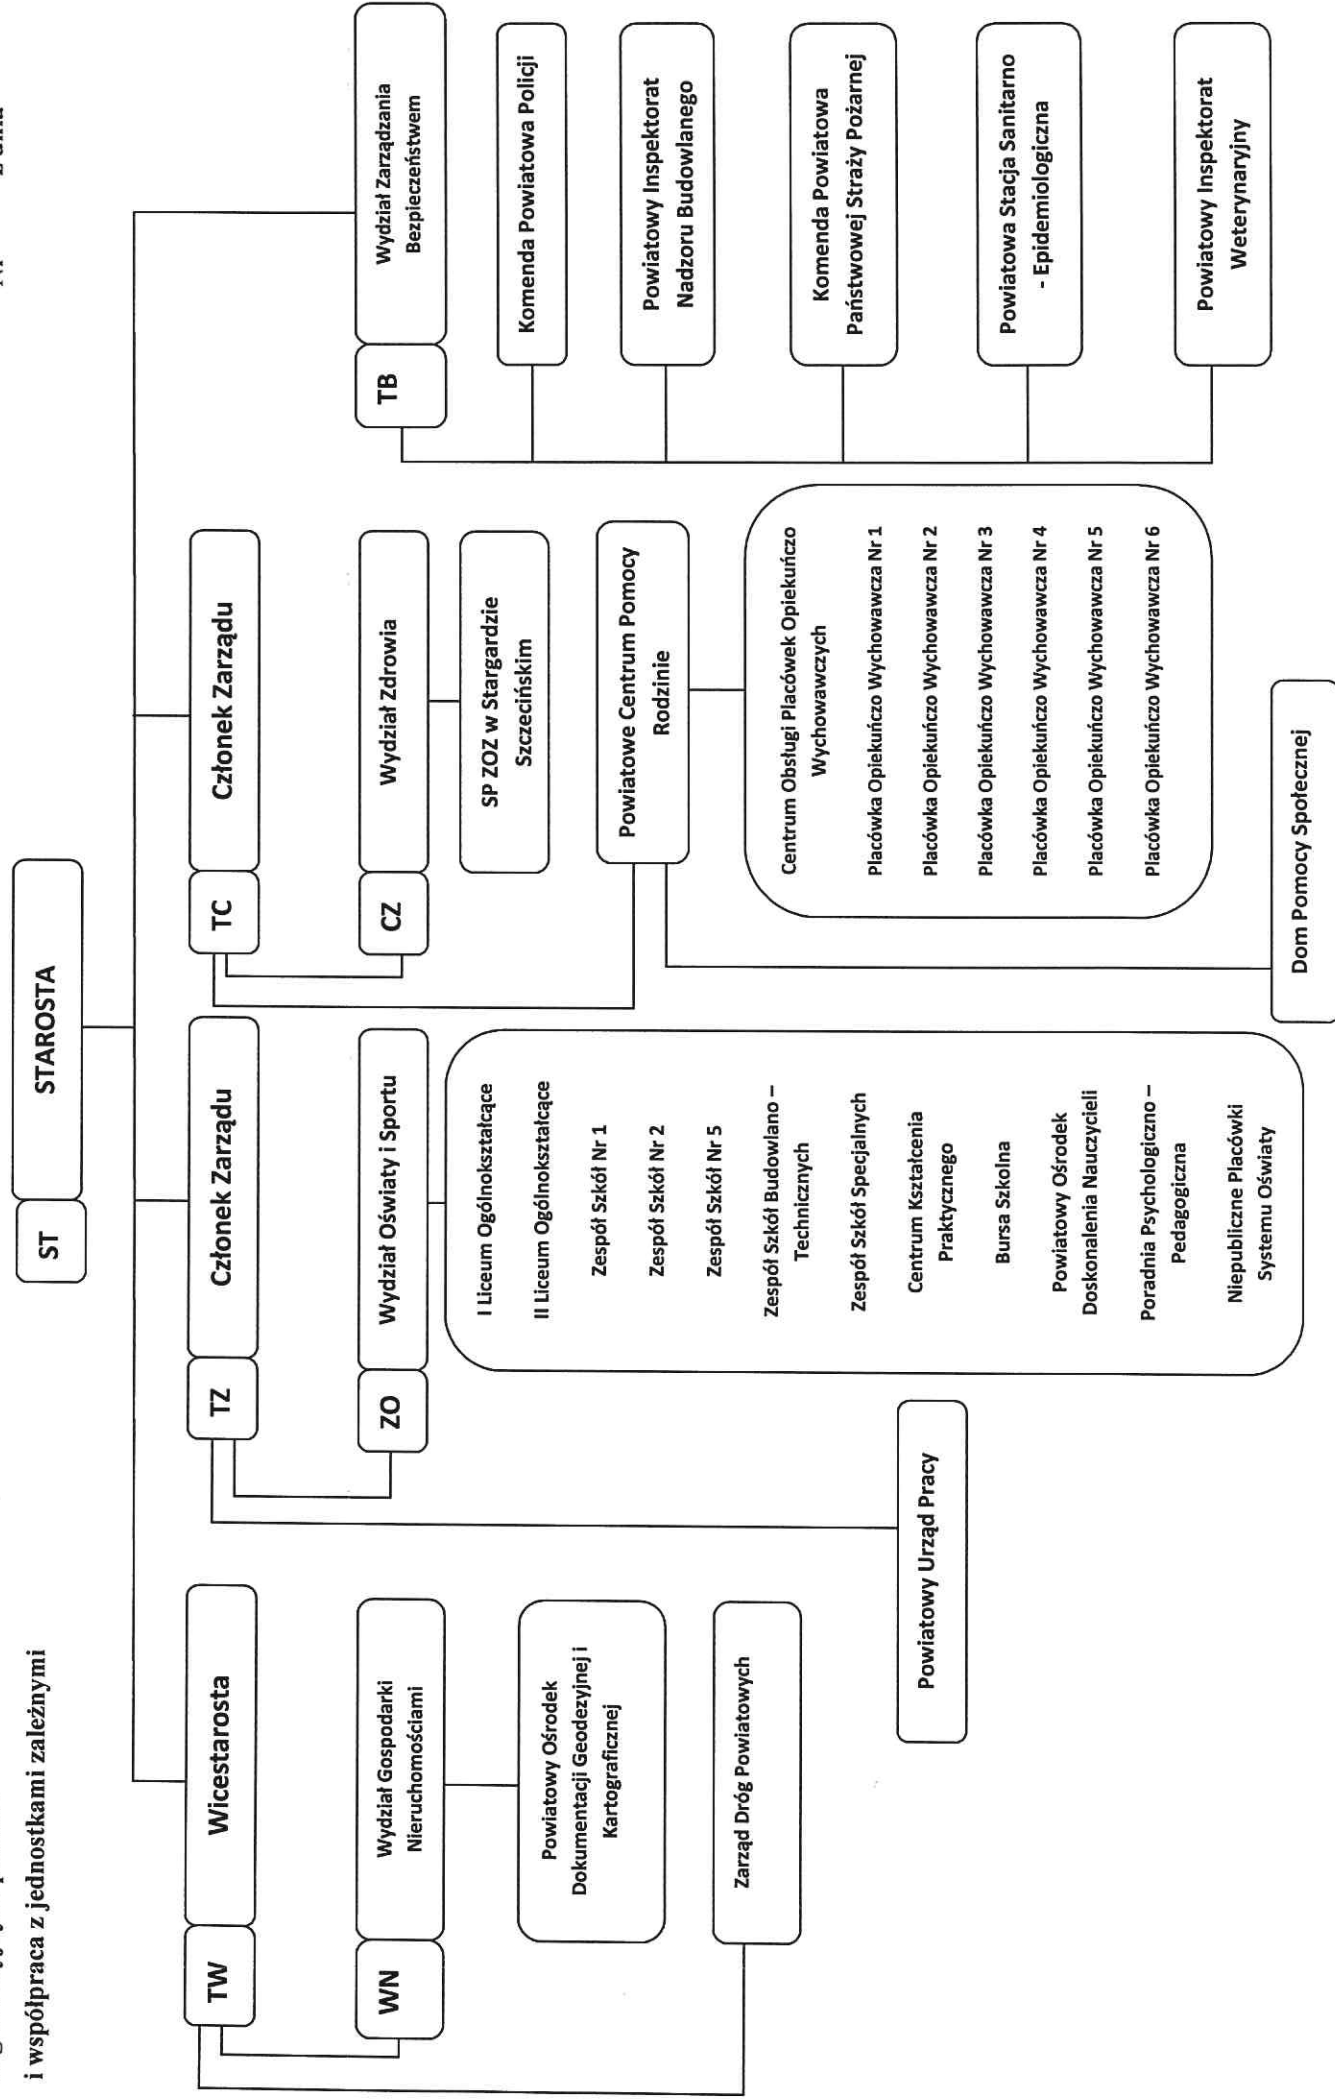 i współpraca z jednostkami zależnymi
ST
STAROSTA
TW
Wicestarosta
TZ
Członek Zarządu
TC
Członek Zarządu
WN
Wydział Gospodarki
Nieruchomościami
Powiatowy Ośrodek
Dokumentacji Geodezyjnej i
Kartograficznej
Zarząd Dróg Powiatowych
ZO
Wydział Oświaty i Sportu
I Liceum Ogólnokształcące
II Liceum Ogólnokształcące
Zespół Szkół Nr 1
Zespół Szkół Nr 2
Zespół Szkół Nr 5
Zespół Szkół Budowlano –
Technicznych
Zespół Szkół Specjalnych
Centrum Kształcenia
Praktycznego
Bursa Szkolna
Powiatowy Ośrodek
Doskonalenia Nauczycieli
Poradnia Psychologiczno –
Pedagogiczna
Niepubliczne Placówki
Systemu Oświaty
Powiatowy Urząd Pracy
CZ
Wydział Zdrowia
SP ZOZ w Stargardzie
Szczecińskim
Powiatowe Centrum Pomocy
Rodzinie
Centrum Obsługi Placówek Opiekuńczo
Wychowawczych
Placówka Opiekuńczo Wychowawcza Nr 1
Placówka Opiekuńczo Wychowawcza Nr 2
Placówka Opiekuńczo Wychowawcza Nr 3
Placówka Opiekuńczo Wychowawcza Nr 4
Placówka Opiekuńczo Wychowawcza Nr 5
Placówka Opiekuńczo Wychowawcza Nr 6
Dom Pomocy Społecznej
TB
Wydział Zarządzania
Bezpieczeństwem
Komenda Powiatowa Policji
Powiatowy Inspektorat
Nadzoru Budowlanego
Komenda Powiatowa
Państwowej Straży Pożarnej
Powiatowa Stacja Sanitarno
- Epidemiologiczna
Powiatowy Inspektorat
Weterynaryjny